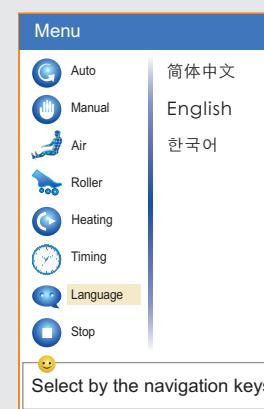 Menu
Auto
Manual
Air
Roller
Heating
Timing
Language
Stop
简体中文
English
한국어
Select by the navigation keys